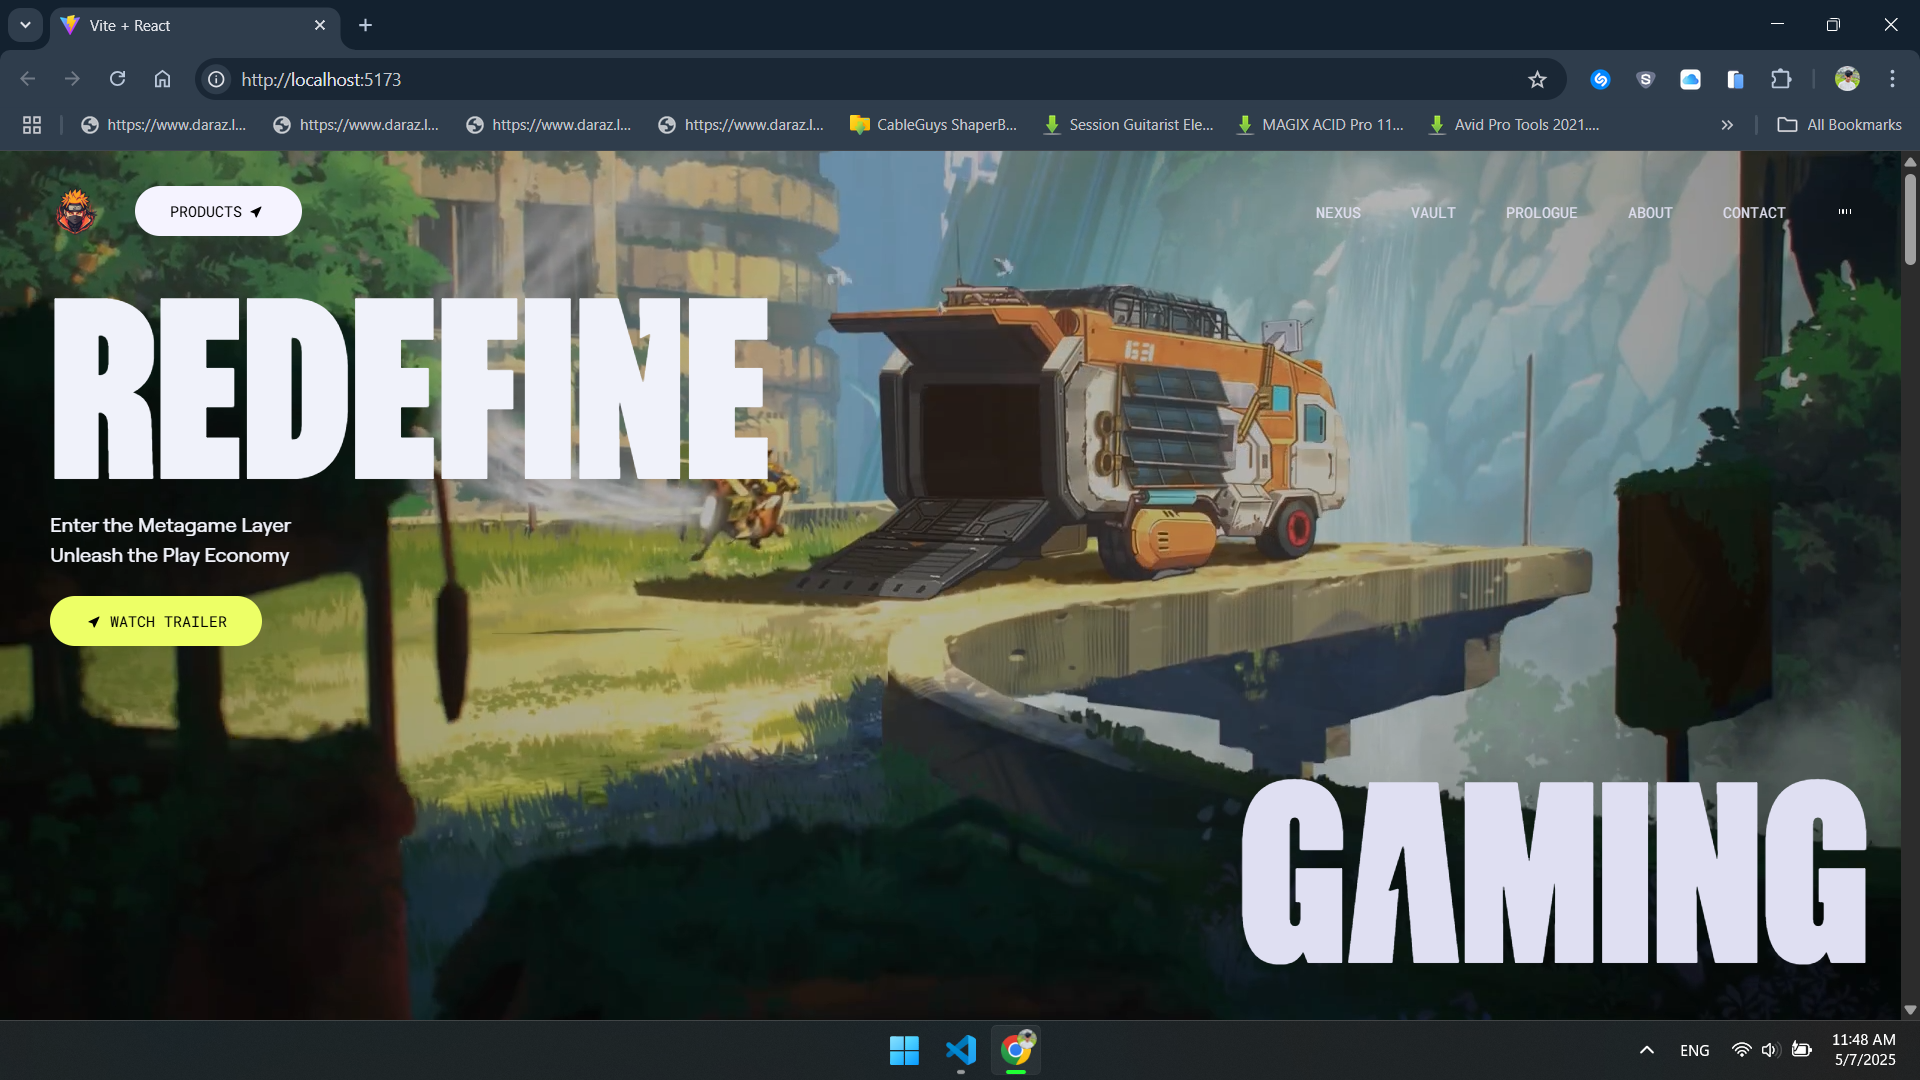 Vite + React
http://localhost:5173
https://www.daraz.l...
https://www.daraz.l...
https://www.daraz.l...
https://www.daraz.l...
CableGuys ShaperB...
Session Guitarist Ele...
MAGIX ACID Pro 11...
Avid Pro Tools 2021....
All Bookmarks
PRODUCTS
NEXUS
VAULT
PROLOGUE
ABOUT
CONTACT
REDEFINE
63
Enter the Metagame Layer
Unleash the Play Economy
WATCH TRAILER
GAMING
ENG
11:48 AM
5/7/2025